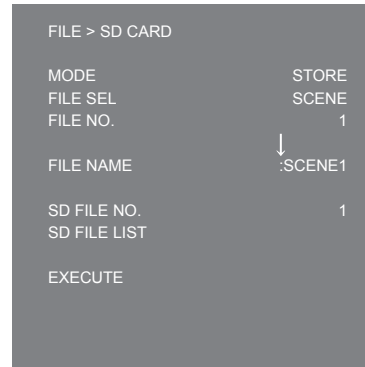 FILE > SD CARD
MODE STORE
FILE SEL SCENE
FILE NO. 1
↓
FILE NAME :SCENE1
SD FILE NO. 1
SD FILE LIST
EXECUTE